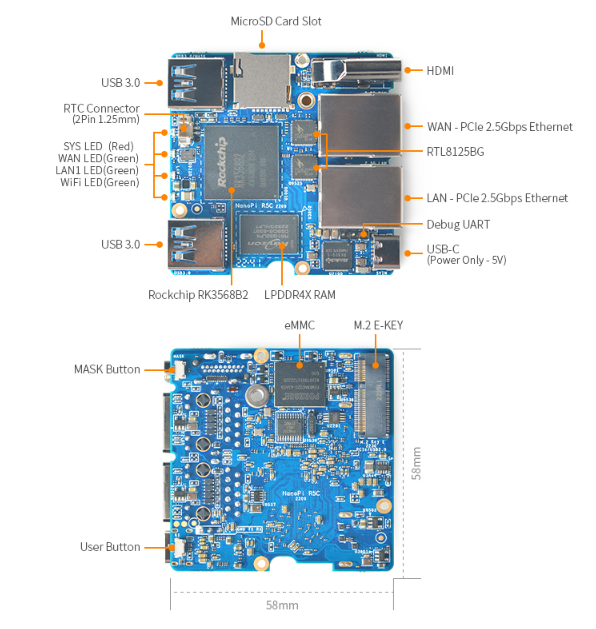 MicroSD Card Slot
USB 3.0
HDMI
RTC Connector
(2Pin 1.25mm)
WAN - PCIe 2.5Gbps Ethernet
SYS LED (Red)
WAN LED(Green)
LAN1 LED(Green)
WiFi LED(Green)
RTL8125BG
Rockchip
NanoPi R5C
LAN - PCIe 2.5Gbps Ethernet
Debug UART
USB 3.0
USB-C
(Power Only - 5V)
Rockchip RK3568B2
LPDDR4X RAM
eMMC
M.2 E-KEY
MASK Button
MASK
NanoPi R5C
58mm
User Button
58mm